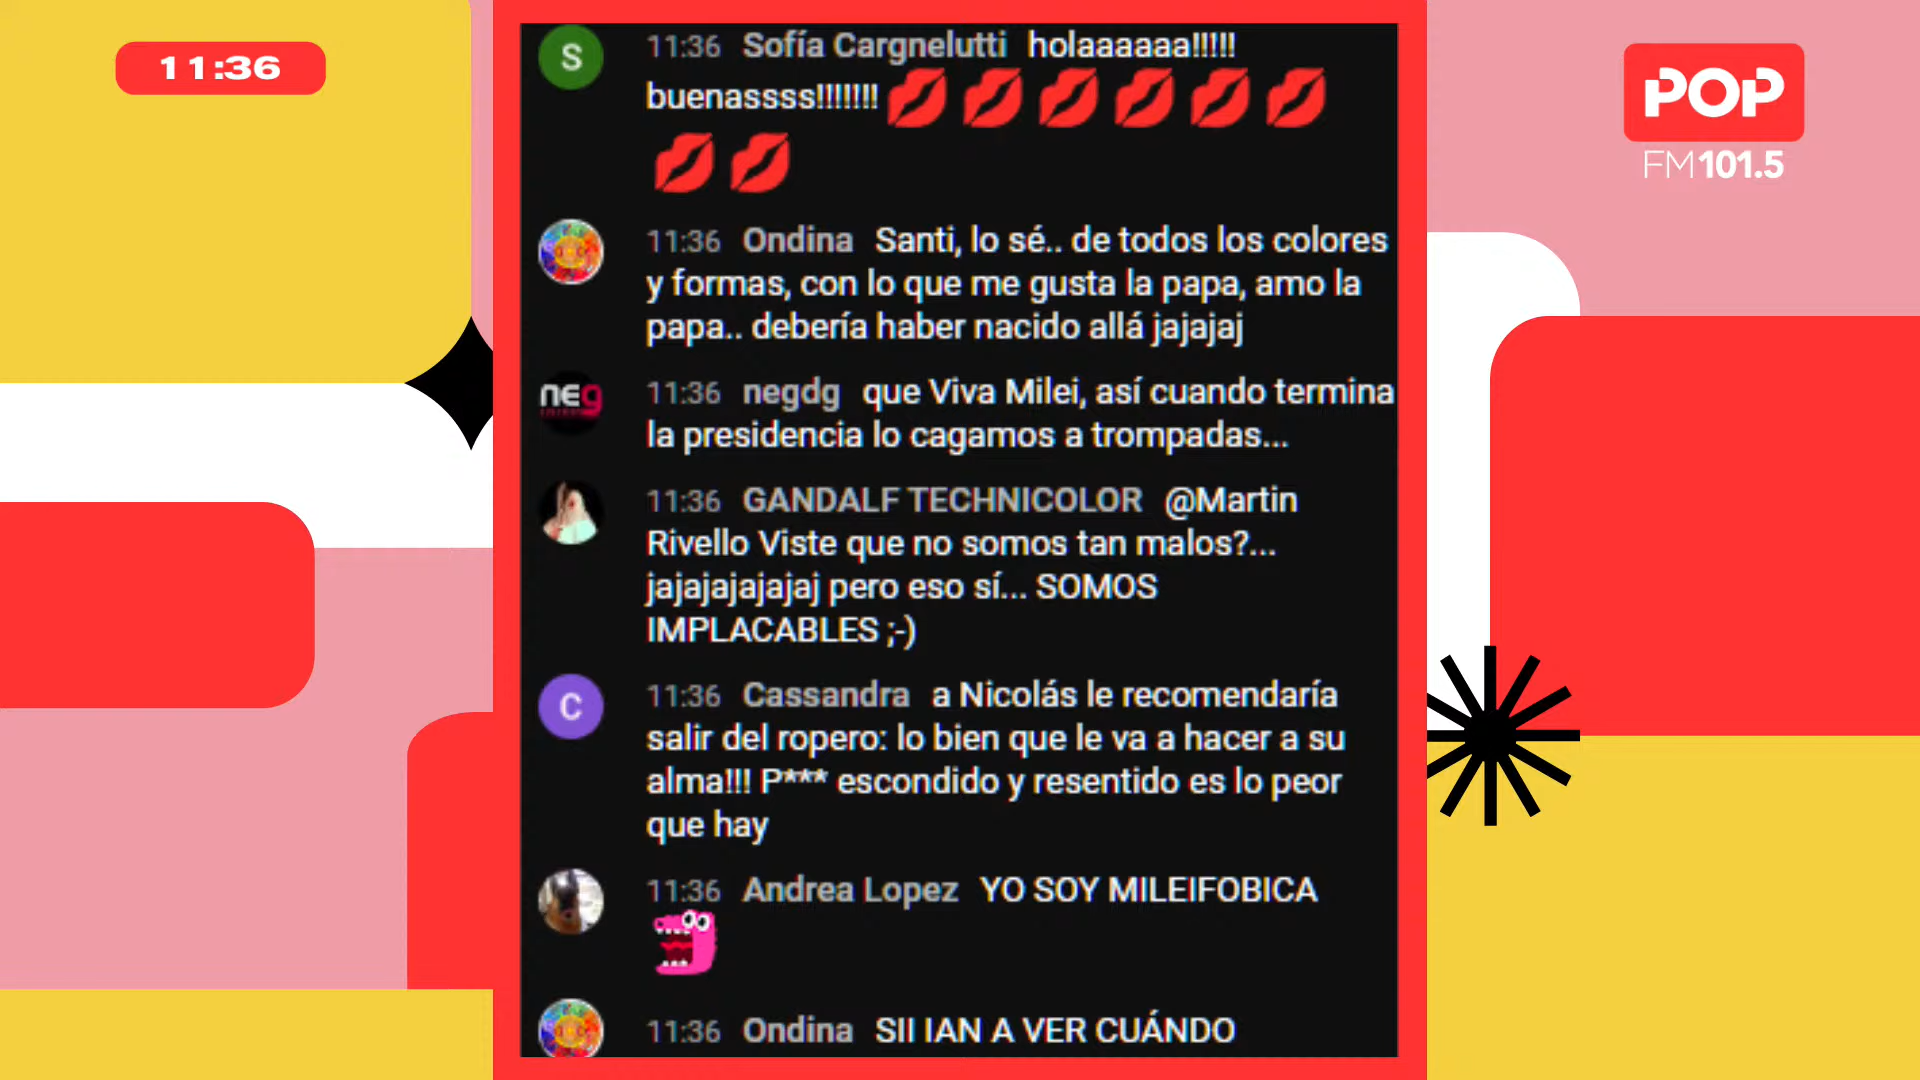 11:36
POP
FM101.5
S
11:36 Sofía Cargnelutti holaaaaaa!!!!!
buenassss!!!!!!! 💋💋💋💋💋💋
💋💋
11:36 Ondina Santi, lo sé.. de todos los colores
y formas, con lo que me gusta la papa, amo la
papa.. debería haber nacido allá jajajaj
neg
11:36 negdg que Viva Milei, así cuando termina
la presidencia lo cagamos a trompadas...
11:36 GANDALF TECHNICOLOR @Martin
Rivello Viste que no somos tan malos?...
jajajajajajaj pero eso sí... SOMOS
IMPLACABLES ;-)
C
11:36 Cassandra a Nicolás le recomendaría
salir del ropero: lo bien que le va a hacer a su
alma!!! P*** escondido y resentido es lo peor
que hay
11:36 Andrea Lopez YO SOY MILEIFOBICA
11:36 Ondina SII IAN A VER CUÁNDO